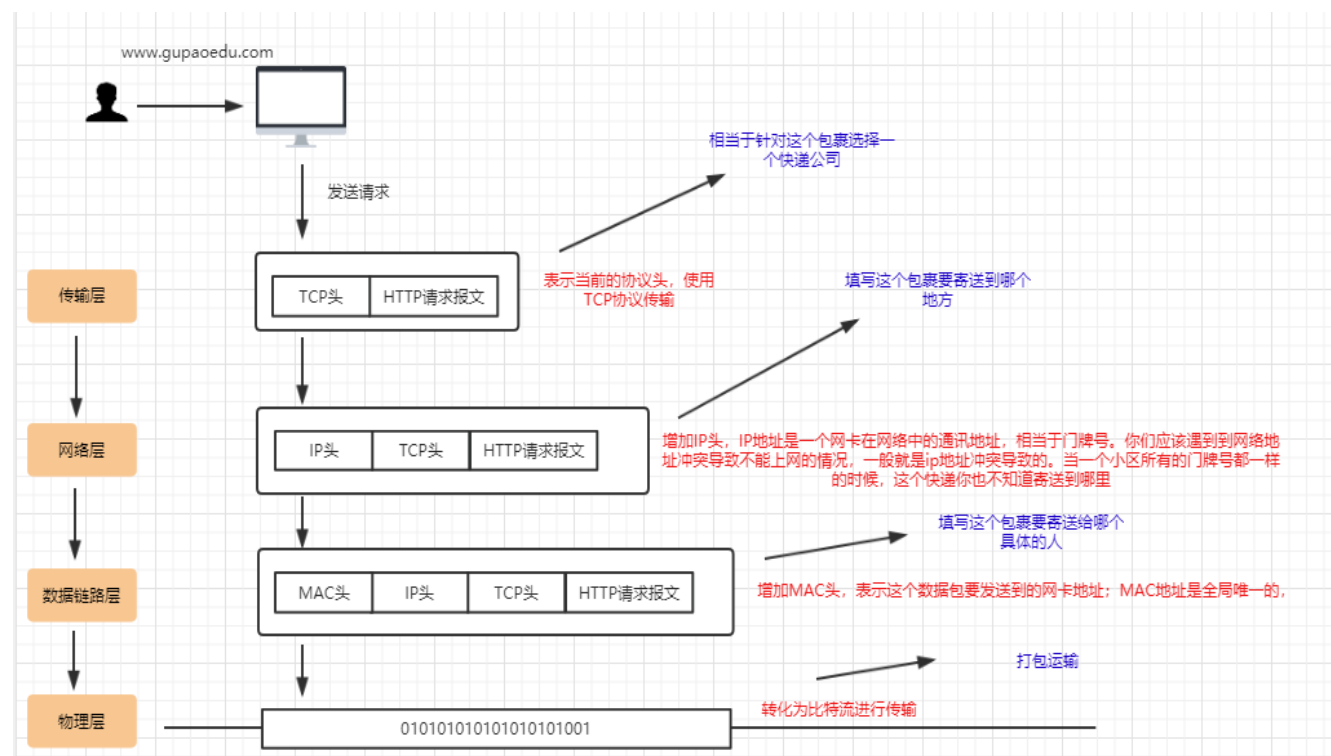 www.gupaoedu.com
相当于针对这个包裹选择一
个快递公司
发送请求
传输层
TCP头
HTTP请求报文
表示当前的协议头，使用
TCP协议传输
填写这个包裹要寄送到哪个
地方
网络层
IP头
TCP头
HTTP请求报文
增加IP头，IP地址是一个网卡在网络中的通讯地址，相当于门牌号。你们应该遇到到网络地
址冲突导致不能上网的情况，一般就是ip地址冲突导致的。当一个小区所有的门牌号都一样
的时候，这个快递你也不知道寄送到哪里
填写这个包裹要寄送给哪个
具体的人
数据链路层
MAC头
IP头
TCP头
HTTP请求报文
增加MAC头，表示这个数据包要发送到的网卡地址；MAC地址是全局唯一的，
打包运输
物理层
0101010101010101010​01
转化为比特流进行传输